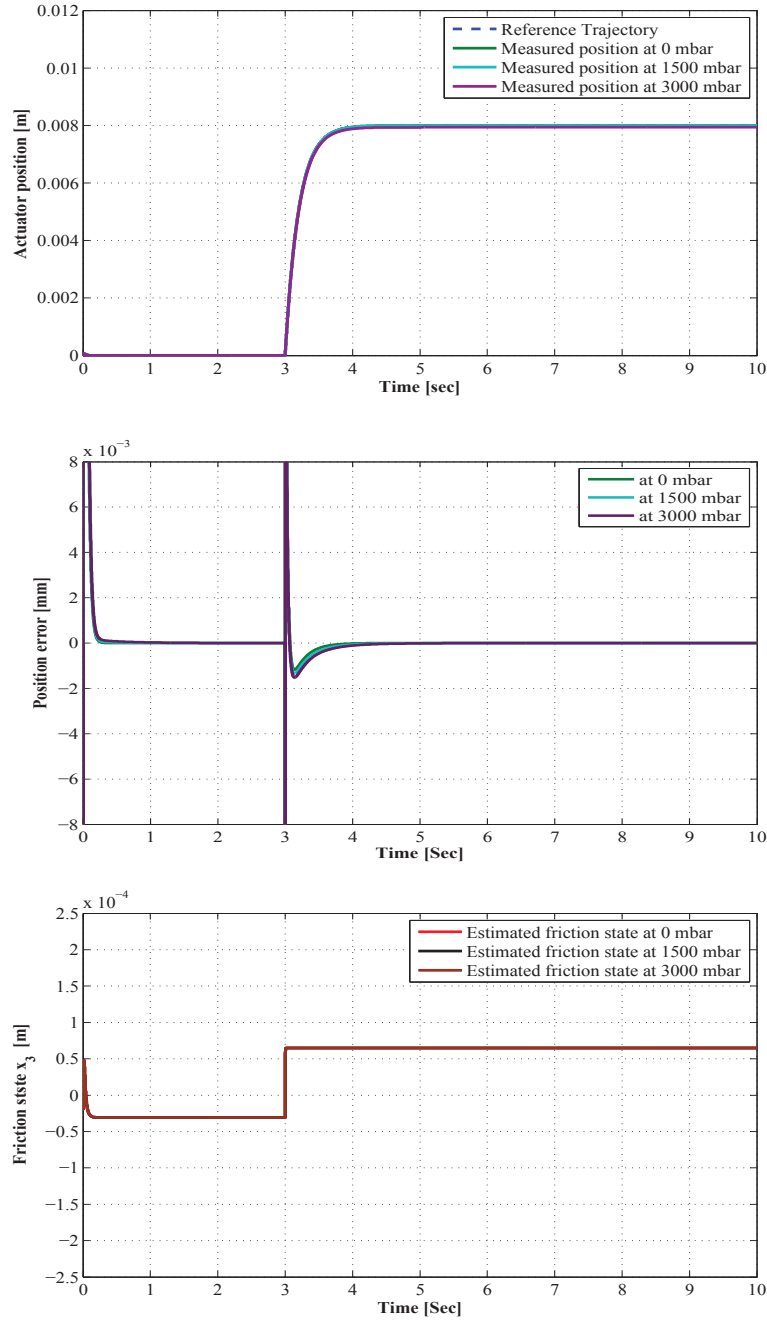 0.012
0.01
0.008
0.006
0.004
0.002
0
Actuator position [m]
Reference Trajectory
Measured position at 0 mbar
Measured position at 1500 mbar
Measured position at 3000 mbar
0 1 2 3 4 5 6 7 8 9 10
Time [sec]
x 10⁻³
8
6
4
2
0
−2
−4
−6
−8
Position error [mm]
at 0 mbar
at 1500 mbar
at 3000 mbar
0 1 2 3 4 5 6 7 8 9 10
Time [Sec]
x 10⁻⁴
2.5
2
1.5
1
0.5
0
−0.5
−1
−1.5
−2
−2.5
Friction stste x_3 [m]
Estimated friction state at 0 mbar
Estimated friction state at 1500 mbar
Estimated friction state at 3000 mbar
0 1 2 3 4 5 6 7 8 9 10
Time [Sec]